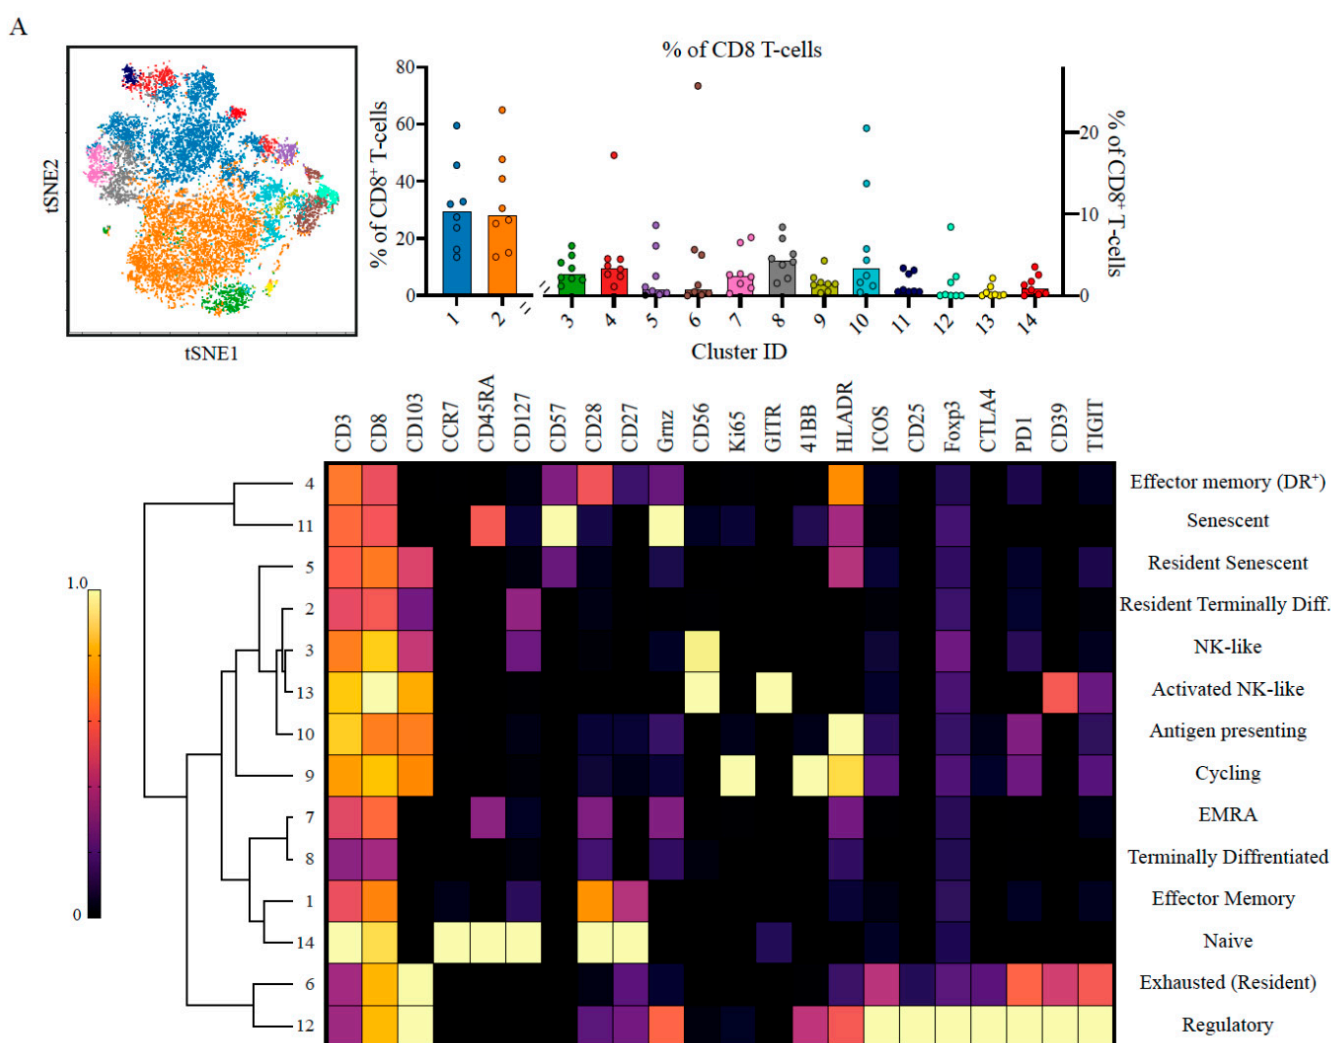 A
% of CD8 T-cells
tSNE2
tSNE1
% of CD8⁺ T-cells
80
60
40
20
0
% of CD8⁺ T-cells
20
10
0
1 2 3 4 5 6 7 8 9 10 11 12 13 14
Cluster ID
CD3 CD8 CD103 CCR7 CD45RA CD127 CD57 CD28 CD27 Grnz CD56 Ki65 GITR 41BB HLADR ICOS CD25 Foxp3 CTLA4 PD1 CD39 TIGIT
1.0
0
4 Effector memory (DR⁺)
11 Senescent
5 Resident Senescent
2 Resident Terminally Diff.
3 NK-like
13 Activated NK-like
10 Antigen presenting
9 Cycling
7 EMRA
8 Terminally Diffrentiated
1 Effector Memory
14 Naive
6 Exhausted (Resident)
12 Regulatory